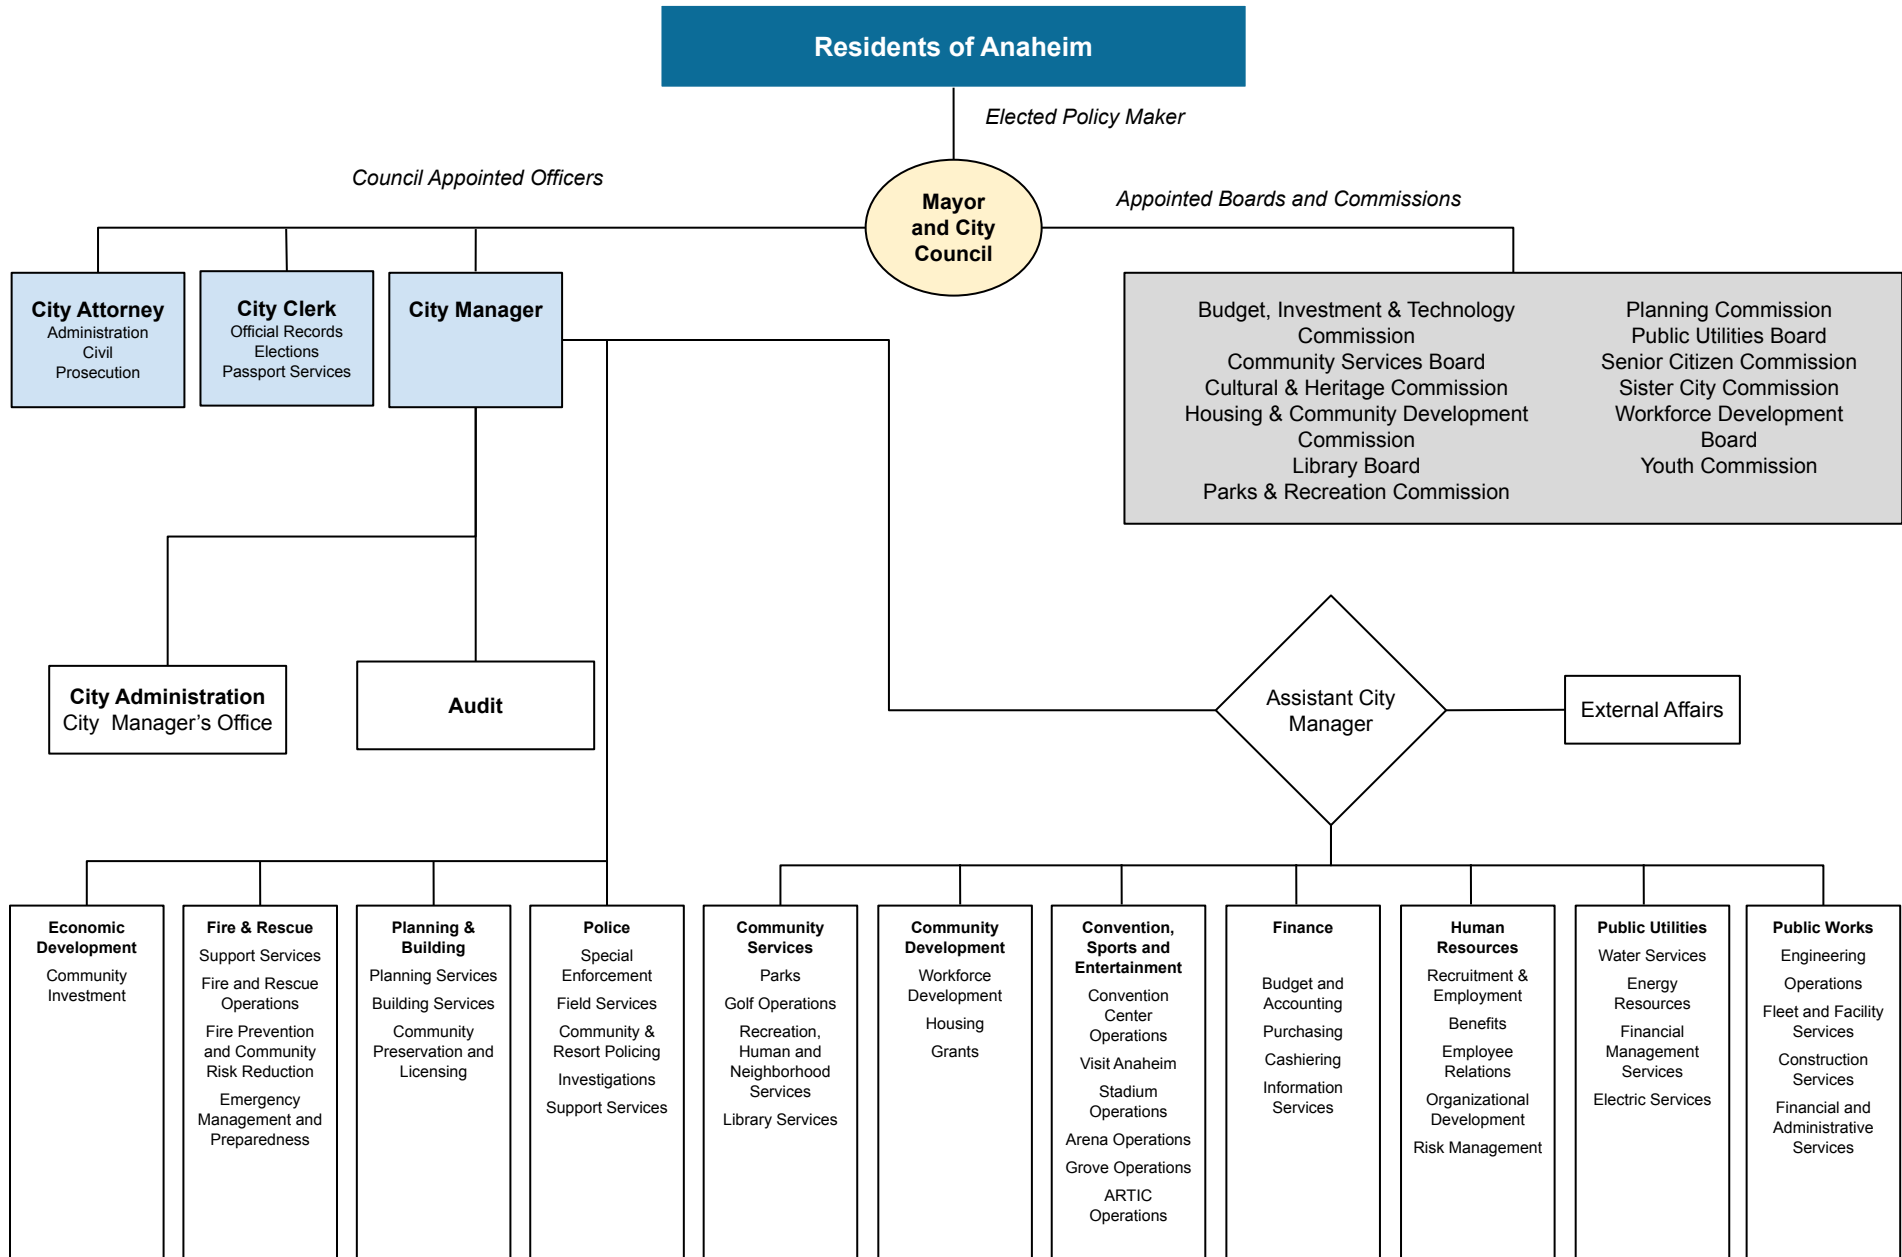 Residents of Anaheim
Elected Policy Maker
Council Appointed Officers
Mayor
and City
Council
Appointed Boards and Commissions
City Attorney
Administration
Civil
Prosecution
City Clerk
Official Records
Elections
Passport Services
City Manager
Budget, Investment & Technology
Commission
Community Services Board
Cultural & Heritage Commission
Housing & Community Development
Commission
Library Board
Parks & Recreation Commission
Planning Commission
Public Utilities Board
Senior Citizen Commission
Sister City Commission
Workforce Development
Board
Youth Commission
City Administration
City Manager's Office
Audit
Assistant City
Manager
External Affairs
Economic
Development
Community
Investment
Fire & Rescue
Support Services
Fire and Rescue
Operations
Fire Prevention
and Community
Risk Reduction
Emergency
Management and
Preparedness
Planning &
Building
Planning Services
Building Services
Community
Preservation and
Licensing
Police
Special
Enforcement
Field Services
Community &
Resort Policing
Investigations
Support Services
Community
Services
Parks
Golf Operations
Recreation,
Human and
Neighborhood
Services
Library Services
Community
Development
Workforce
Development
Housing
Grants
Convention,
Sports and
Entertainment
Convention
Center
Operations
Visit Anaheim
Stadium
Operations
Arena Operations
Grove Operations
ARTIC
Operations
Finance
Budget and
Accounting
Purchasing
Cashiering
Information
Services
Human
Resources
Recruitment &
Employment
Benefits
Employee
Relations
Organizational
Development
Risk Management
Public Utilities
Water Services
Energy
Resources
Financial
Management
Services
Electric Services
Public Works
Engineering
Operations
Fleet and Facility
Services
Construction
Services
Financial and
Administrative
Services